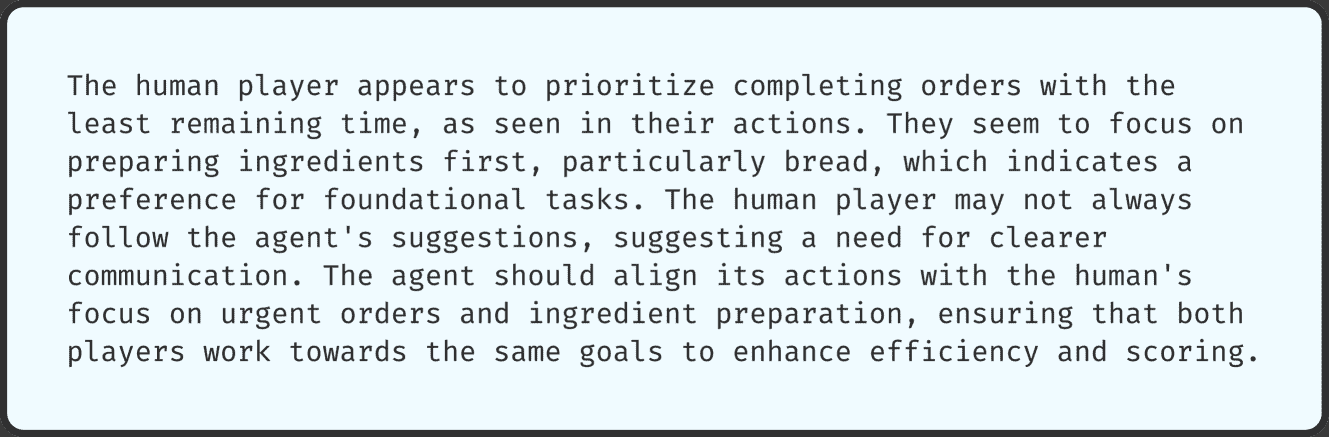 The human player appears to prioritize completing orders with the
least remaining time, as seen in their actions. They seem to focus on
preparing ingredients first, particularly bread, which indicates a
preference for foundational tasks. The human player may not always
follow the agent's suggestions, suggesting a need for clearer
communication. The agent should align its actions with the human's
focus on urgent orders and ingredient preparation, ensuring that both
players work towards the same goals to enhance efficiency and scoring.